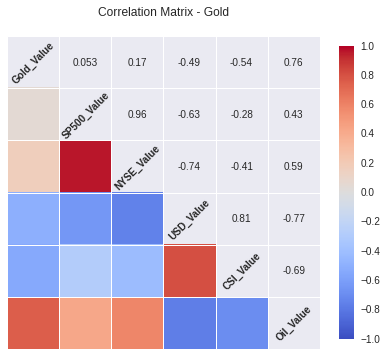 Correlation Matrix - Gold
Gold_Value 0.053 0.17 -0.49 -0.54 0.76
SP500_Value 0.96 -0.63 -0.28 0.43
NYSE_Value -0.74 -0.41 0.59
USD_Value 0.81 -0.77
CSI_Value -0.69
Oil_Value
1.0
0.8
0.6
0.4
0.2
0.0
−0.2
−0.4
−0.6
−0.8
−1.0